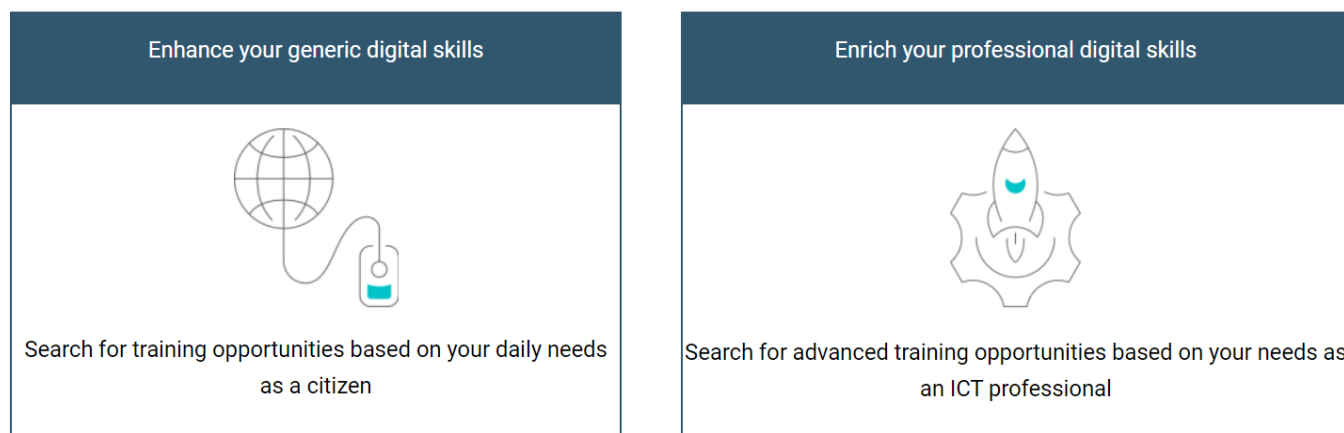 Enhance your generic digital skills
Search for training opportunities based on your daily needs
as a citizen
Enrich your professional digital skills
Search for advanced training opportunities based on your needs as
an ICT professional